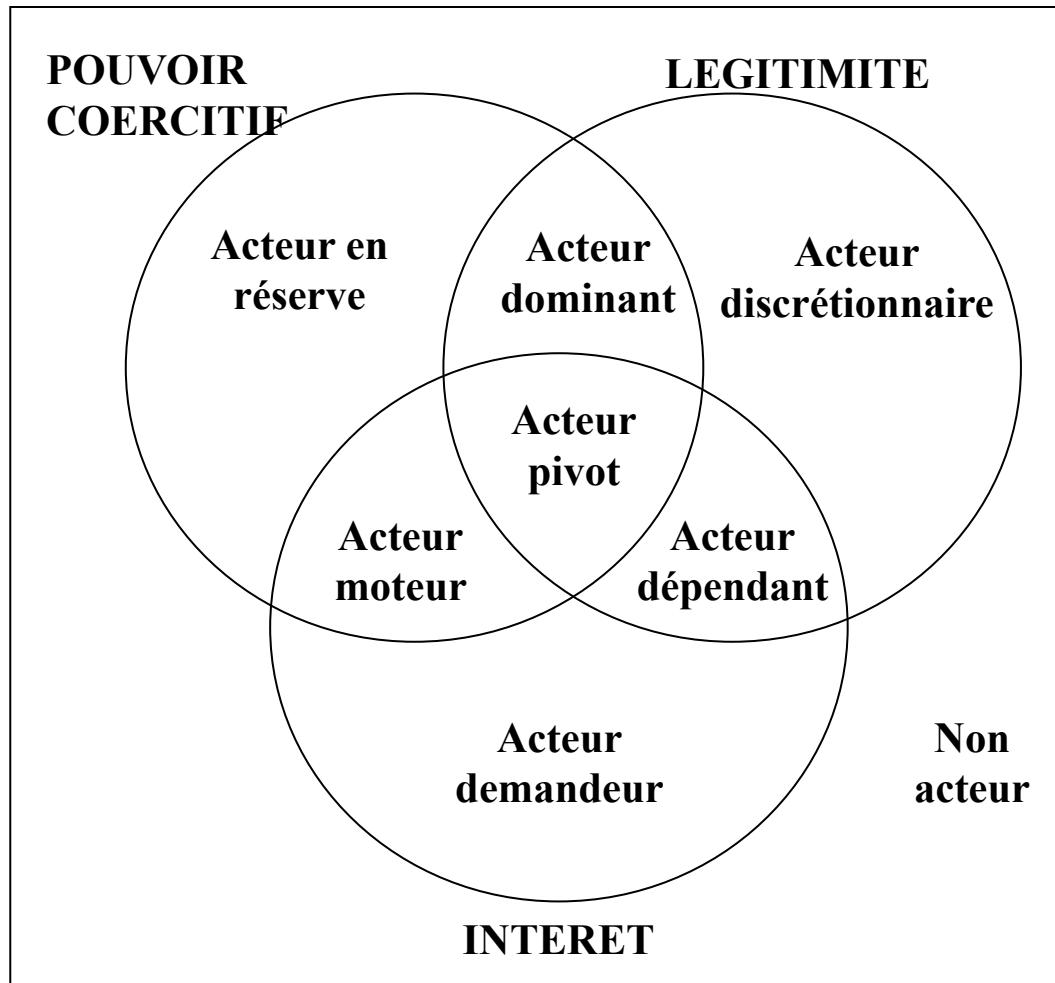 POUVOIR
COERCITIF
LEGITIMITE
Acteur en
réserve
Acteur
dominant
Acteur
discrétionnaire
Acteur
pivot
Acteur
moteur
Acteur
dépendant
Acteur
demandeur
Non
acteur
INTERET